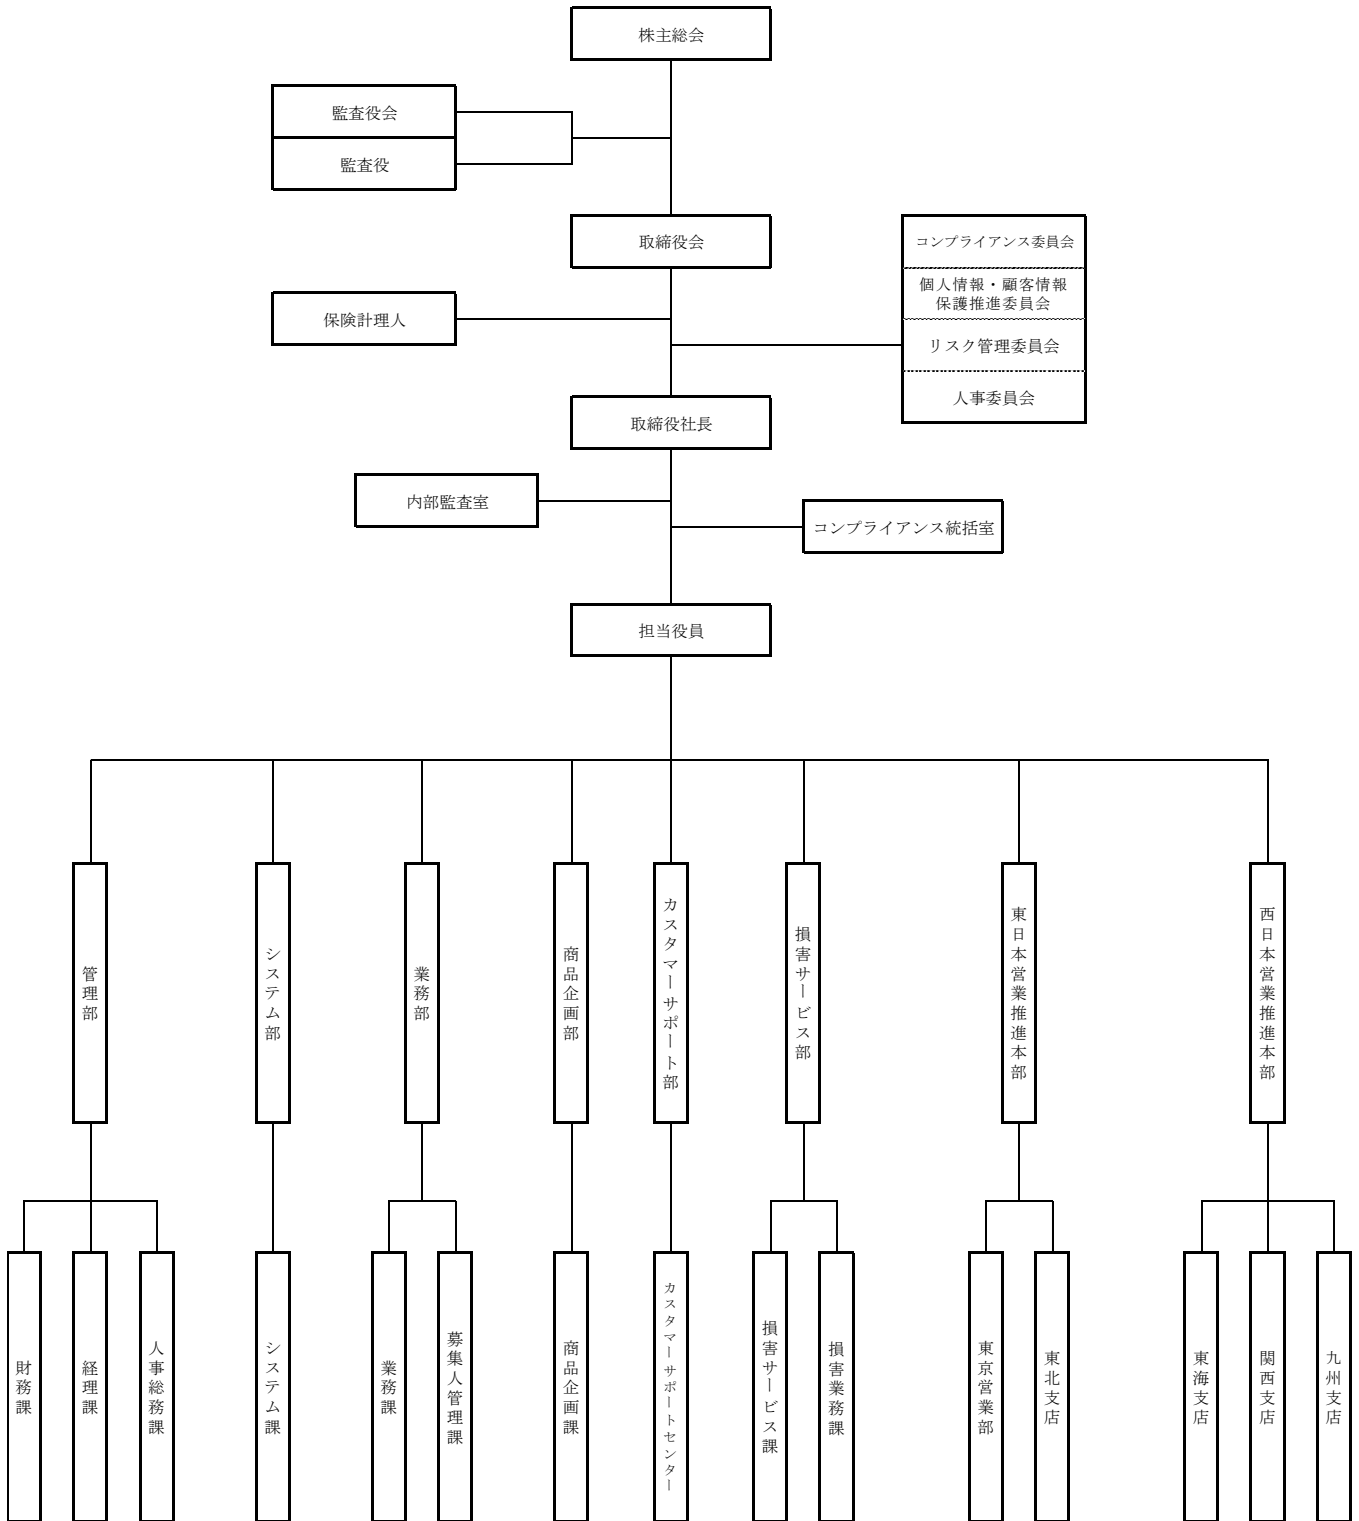 株主総会
監査役会
監査役
取締役会
コンプライアンス委員会
個人情報・顧客情報
保護推進委員会
リスク管理委員会
人事委員会
保険計理人
取締役社長
内部監査室
コンプライアンス統括室
担当役員
管理部
システム部
業務部
商品企画部
カスタマーサポート部
損害サービス部
東日本営業推進本部
西日本営業推進本部
財務課
経理課
人事総務課
システム課
業務課
募集人管理課
商品企画課
カスタマーサポートセンター
損害サービス課
損害業務課
東京営業部
東北支店
東海支店
関西支店
九州支店